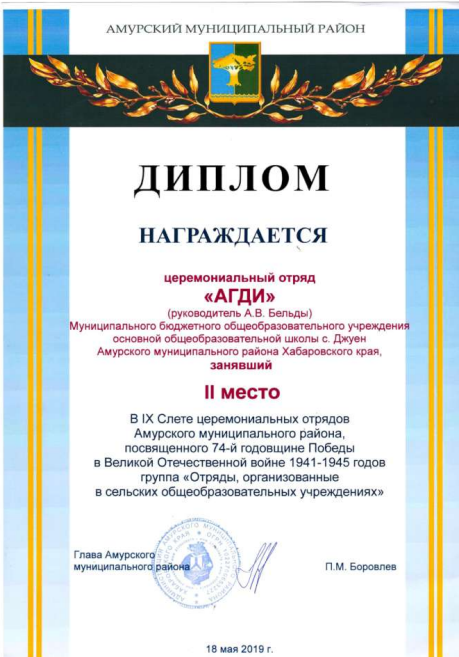 АМУРСКИЙ МУНИЦИПАЛЬНЫЙ РАЙОН
ДИПЛОМ
НАГРАЖДАЕТСЯ
церемониальный отряд
«АГДИ»
(руководитель А.В. Бельды)
Муниципального бюджетного общеобразовательного учреждения
основной общеобразовательной школы с. Джуен
Амурского муниципального района Хабаровского края,
занявший
II место
В IX Слете церемониальных отрядов
Амурского муниципального района,
посвященного 74-й годовщине Победы
в Великой Отечественной войне 1941-1945 годов
группа «Отряды, организованные
в сельских общеобразовательных учреждениях»
Глава Амурского
муниципального района
П.М. Боровлев
18 мая 2019 г.